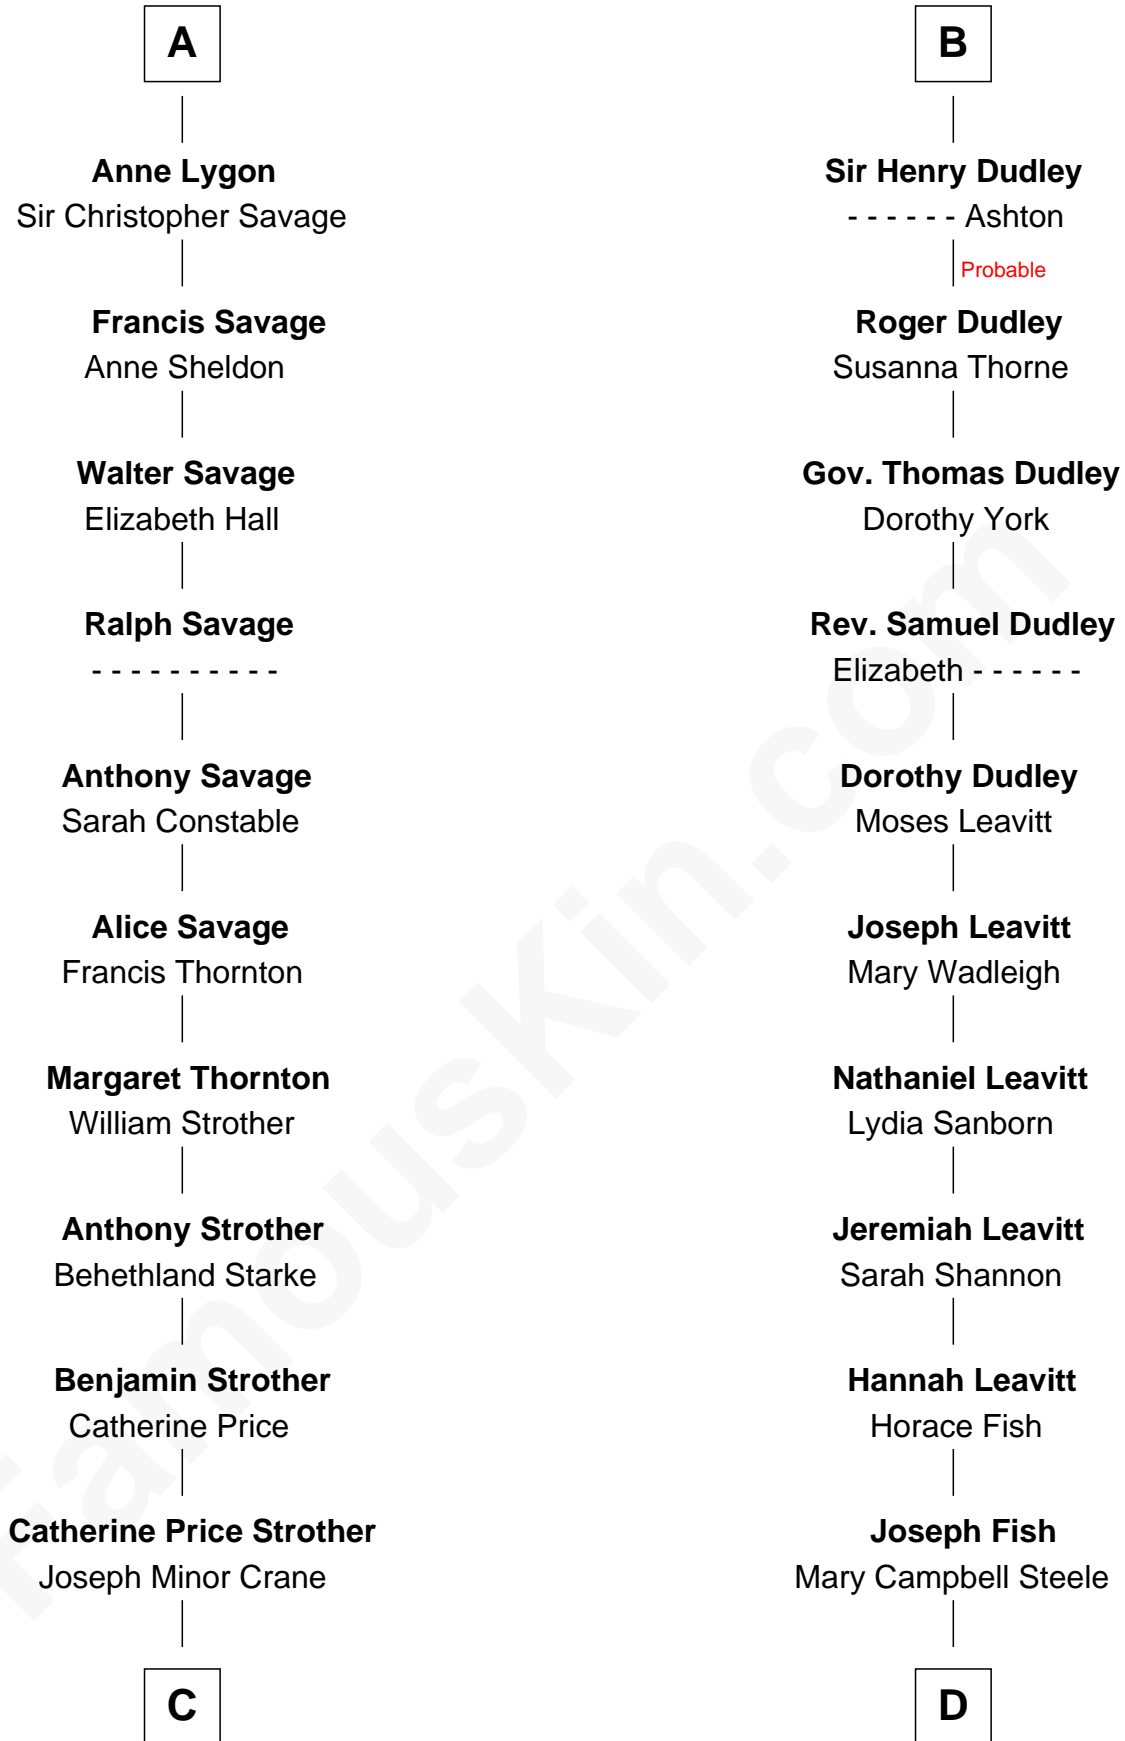 A
Anne Lygon
Sir Christopher Savage
Francis Savage
Anne Sheldon
Walter Savage
Elizabeth Hall
Ralph Savage
- - - - - - - - - -
Anthony Savage
Sarah Constable
Alice Savage
Francis Thornton
Margaret Thornton
William Strother
Anthony Strother
Behethland Starke
Benjamin Strother
Catherine Price
Catherine Price Strother
Joseph Minor Crane
C
B
Sir Henry Dudley
- - - - - - Ashton
Probable
Roger Dudley
Susanna Thorne
Gov. Thomas Dudley
Dorothy York
Rev. Samuel Dudley
Elizabeth - - - - - -
Dorothy Dudley
Moses Leavitt
Joseph Leavitt
Mary Wadleigh
Nathaniel Leavitt
Lydia Sanborn
Jeremiah Leavitt
Sarah Shannon
Hannah Leavitt
Horace Fish
Joseph Fish
Mary Campbell Steele
D
FamousKin.com